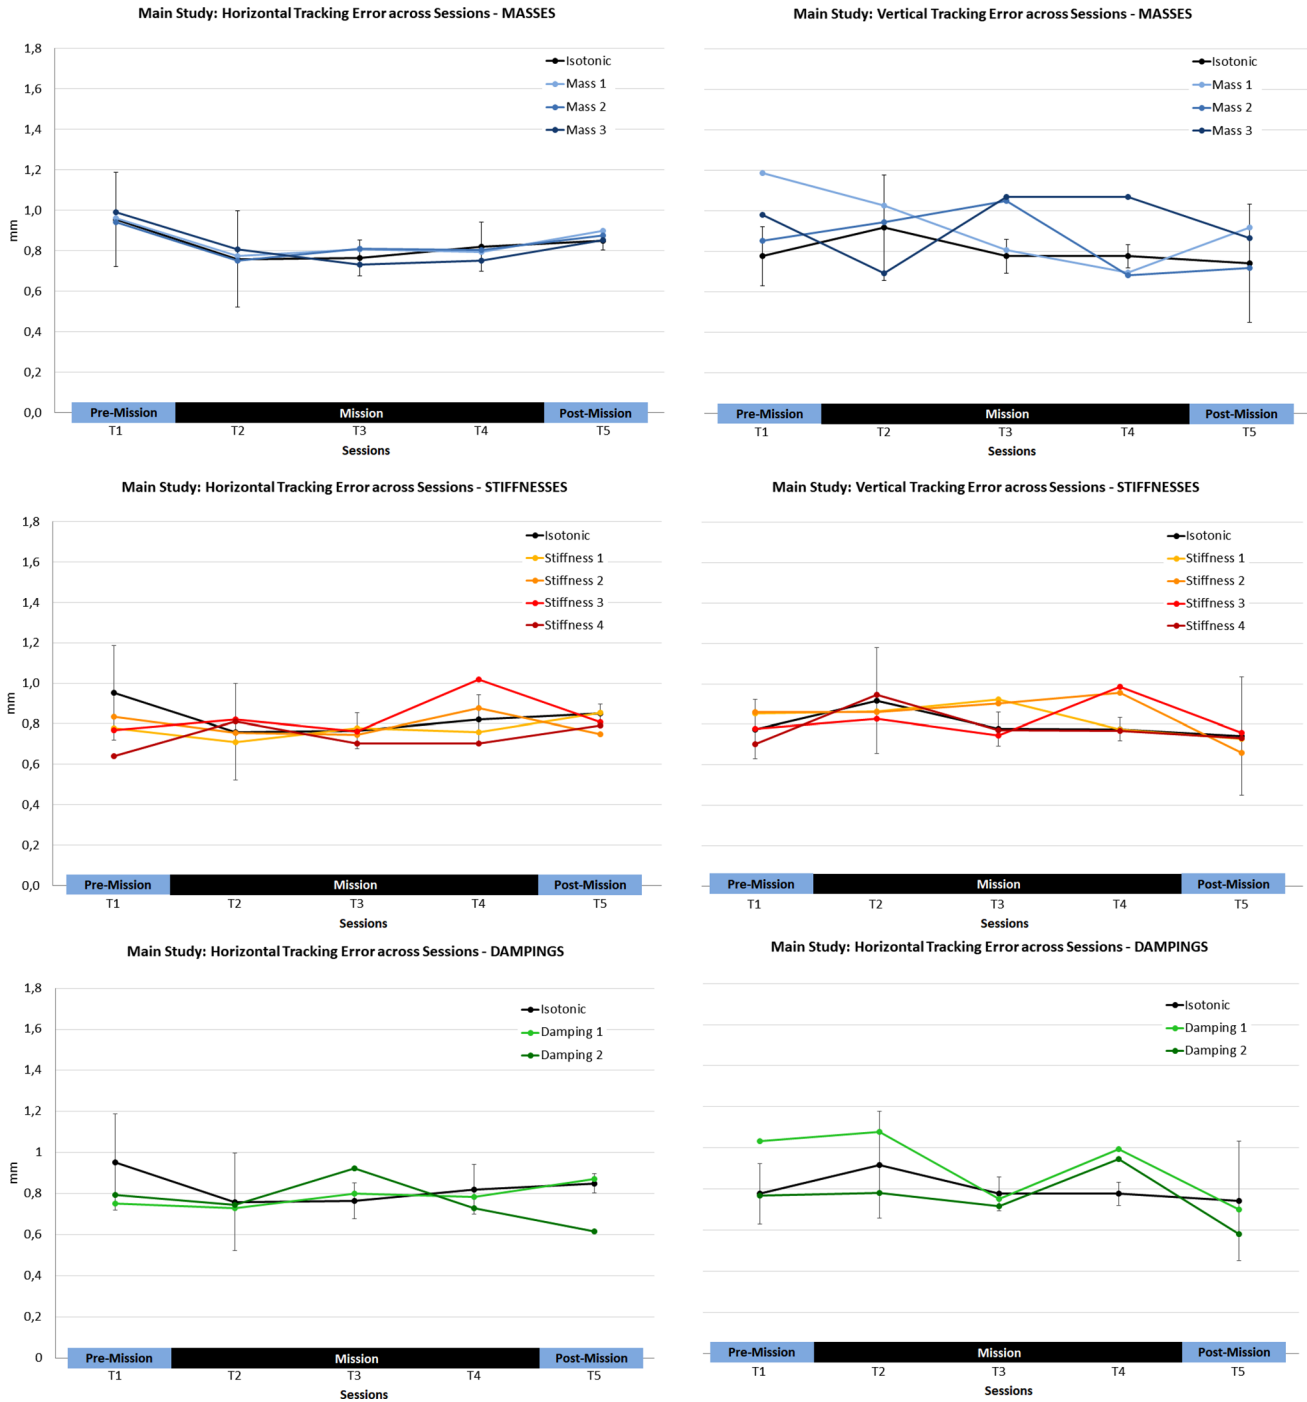 Main Study: Horizontal Tracking Error across Sessions - MASSES
1,8
1,6
1,4
1,2
1,0
0,8
0,6
0,4
0,2
0,0
mm
Isotonic
Mass 1
Mass 2
Mass 3
Pre-Mission
Mission
Post-Mission
T1
T2
T3
T4
T5
Sessions
Main Study: Vertical Tracking Error across Sessions - MASSES
Isotonic
Mass 1
Mass 2
Mass 3
Pre-Mission
Mission
Post-Mission
T1
T2
T3
T4
T5
Sessions
Main Study: Horizontal Tracking Error across Sessions - STIFFNESSES
1,8
1,6
1,4
1,2
1,0
0,8
0,6
0,4
0,2
0,0
mm
Isotonic
Stiffness 1
Stiffness 2
Stiffness 3
Stiffness 4
Pre-Mission
Mission
Post-Mission
T1
T2
T3
T4
T5
Sessions
Main Study: Vertical Tracking Error across Sessions - STIFFNESSES
Isotonic
Stiffness 1
Stiffness 2
Stiffness 3
Stiffness 4
Pre-Mission
Mission
Post-Mission
T1
T2
T3
T4
T5
Sessions
Main Study: Horizontal Tracking Error across Sessions - DAMPINGS
1,8
1,6
1,4
1,2
1
0,8
0,6
0,4
0,2
0
mm
Isotonic
Damping 1
Damping 2
Pre-Mission
Mission
Post-Mission
T1
T2
T3
T4
T5
Sessions
Main Study: Horizontal Tracking Error across Sessions - DAMPINGS
Isotonic
Damping 1
Damping 2
Pre-Mission
Mission
Post-Mission
T1
T2
T3
T4
T5
Sessions